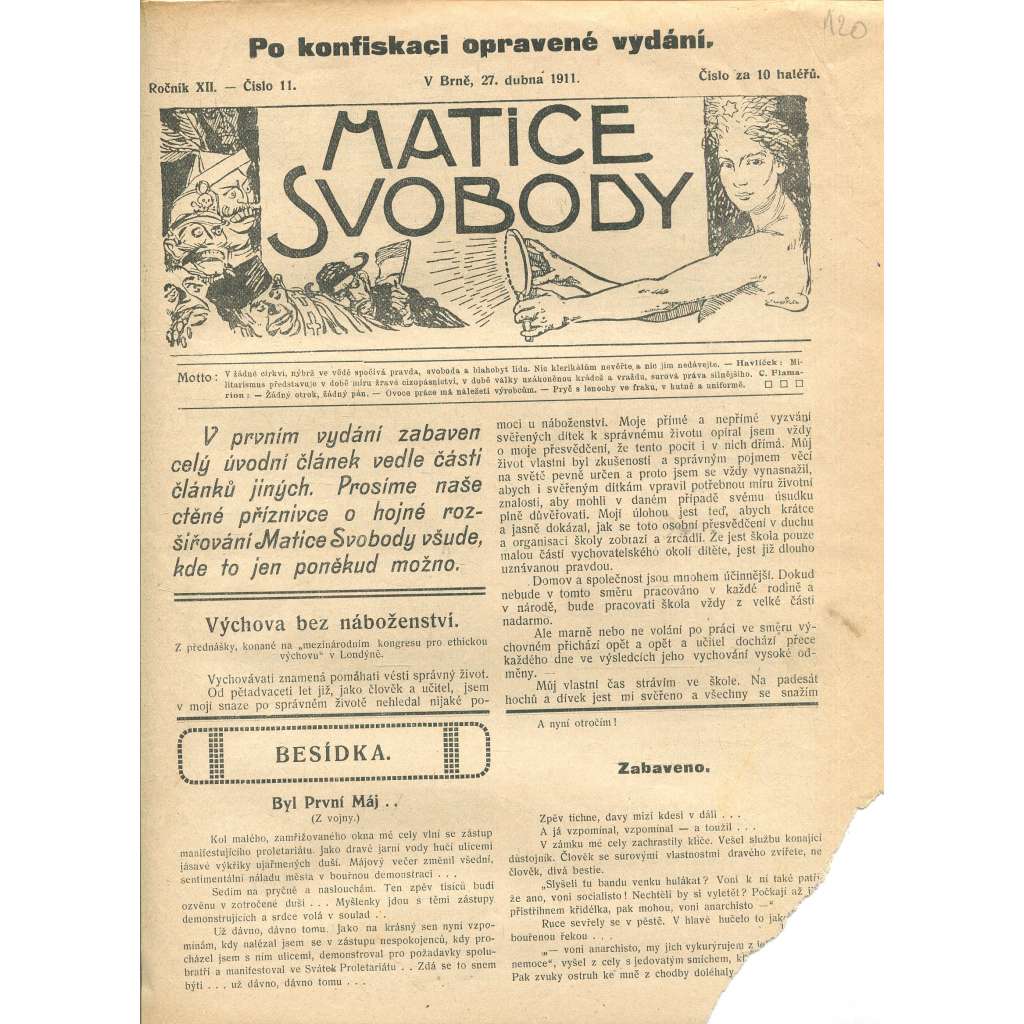 120
Po konfiskaci opravené vydání.
Ročník XII. — Číslo 11.
V Brně, 27. dubna 1911.
Číslo za 10 haléřů.
MATICE
SVOBODY
Motto: V žádné církvi, nýbrž ve vědě spočívá pravda, svoboda a blahobyt lidu. Nic klerikálům nevěřte, a nic jim nedávejte. — Havlíček: Mi-
litarismus představuje v době míru žravé cizopásnictví, v době války uzákoněnou krádež a vraždu, surová práva silnějšího. C. Flama-
rion: — Žádný otrok, žádný pán. — Ovoce práce má náležeti výrobcům. — Pryč s lenochy ve fraku, v kutně a uniformě.
V prvním vydání zabaven
celý úvodní článek vedle části
článků jiných. Prosíme naše
ctěné příznivce o hojné roz-
šiřování Matice Svobody všude,
kde to jen poněkud možno.
Výchova bez náboženství.
Z přednášky, konané na „mezinárodním kongresu pro ethickou
výchovu“ v Londýně.
Vychovávati znamená pomáhati vésti správný život.
Od pětadvaceti let již, jako člověk a učitel, jsem
v moji snaze po správném životě nehledal nijaké po-
moci u náboženství. Moje přímé a nepřímé vyzvání
svěřených dítek k správnému životu opíral jsem vždy
o moje přesvědčení, že tento pocit i v nich dřímá. Můj
život vlastní byl zkušeností a správným pojmem věcí
na světě pevně určen a proto jsem se vždy vynasnažil,
abych i svěřeným dítkám vpravil potřebnou míru životní
znalosti, aby mohli v daném případě svému úsudku
plně důvěřovati. Mojí úlohou jest teď, abych krátce
a jasně dokázal, jak se toto osobní přesvědčení v duchu
a organisaci školy zobrazí a zrcadlí. Že jest škola pouze
malou částí vychovatelského okolí dítěte, jest již dlouho
uznávanou pravdou.
Domov a společnost jsou mnohem účinnější. Dokud
nebude v tomto směru pracováno v každé rodině a
v národě, bude pracovati škola vždy z velké části
nadarmo.
Ale marně nebo ne volání po práci ve směru vý-
chovném přichází opět a opět a učitel dochází přece
každého dne ve výsledcích jeho vychování vysoké od-
měny. —
Můj vlastní čas strávím ve škole. Na padesát
hochů a dívek jest mi svěřeno a všechny se snažím
BESÍDKA.
Byl První Máj . .
(Z vojny.)
Kol malého, zamřížovaného okna mé cely vlní se zástup
manifestujícího proletariátu. Jako dravé jarní vody hučí ulicemi
jásavé výkřiky ujařmených duší. Májový večer změnil všední,
sentimentální náladu města v bouřnou demonstraci . . .
Sedím na pryčně a naslouchám. Ten zpěv tisíců budí
ozvěnu v zotročené duši . . . Myšlenky jdou s těmi zástupy
demonstrujících a srdce volá v soulad . .
Už dávno, dávno tomu. Jako na krásný sen nyní vzpo-
mínám, kdy nalézal jsem se v zástupu nespokojenců, kdy pro-
cházel jsem s ním ulicemi, demonstroval pro požadavky spolu-
bratří a manifestoval ve Svátek Proletariátu . . Zdá se to snem
býti . . . už dávno, dávno tomu . . .
A nyní otročím!
Zabaveno.
Zpěv tichne, davy mizí kdesi v dáli . . .
A já vzpomínal, vzpomínal — a toužil . . .
V zámku mé cely zachrastily klíče. Vešel službu konající
důstojník. Člověk se surovými vlastnostmi dravého zvířete, ne
člověk, divá bestie.
„Slyšeli tu bandu venku hulákat? Voni k ní také patř
že ano, voni socialisto! Nechtěli by si vyletět? Počkají až
přistřihnem křidélka, pak mohou, voni anarchisto —“
Ruce sevřely se v pěstě. V hlavě hučelo to
bouřenou řekou . . .
„— voni anarchisto, my jich vykurýrujem z
nemoce“, vyšel z cely s jedovatým smíchem,
Pak zvuky ostruh ke mně z chodby doléhaly